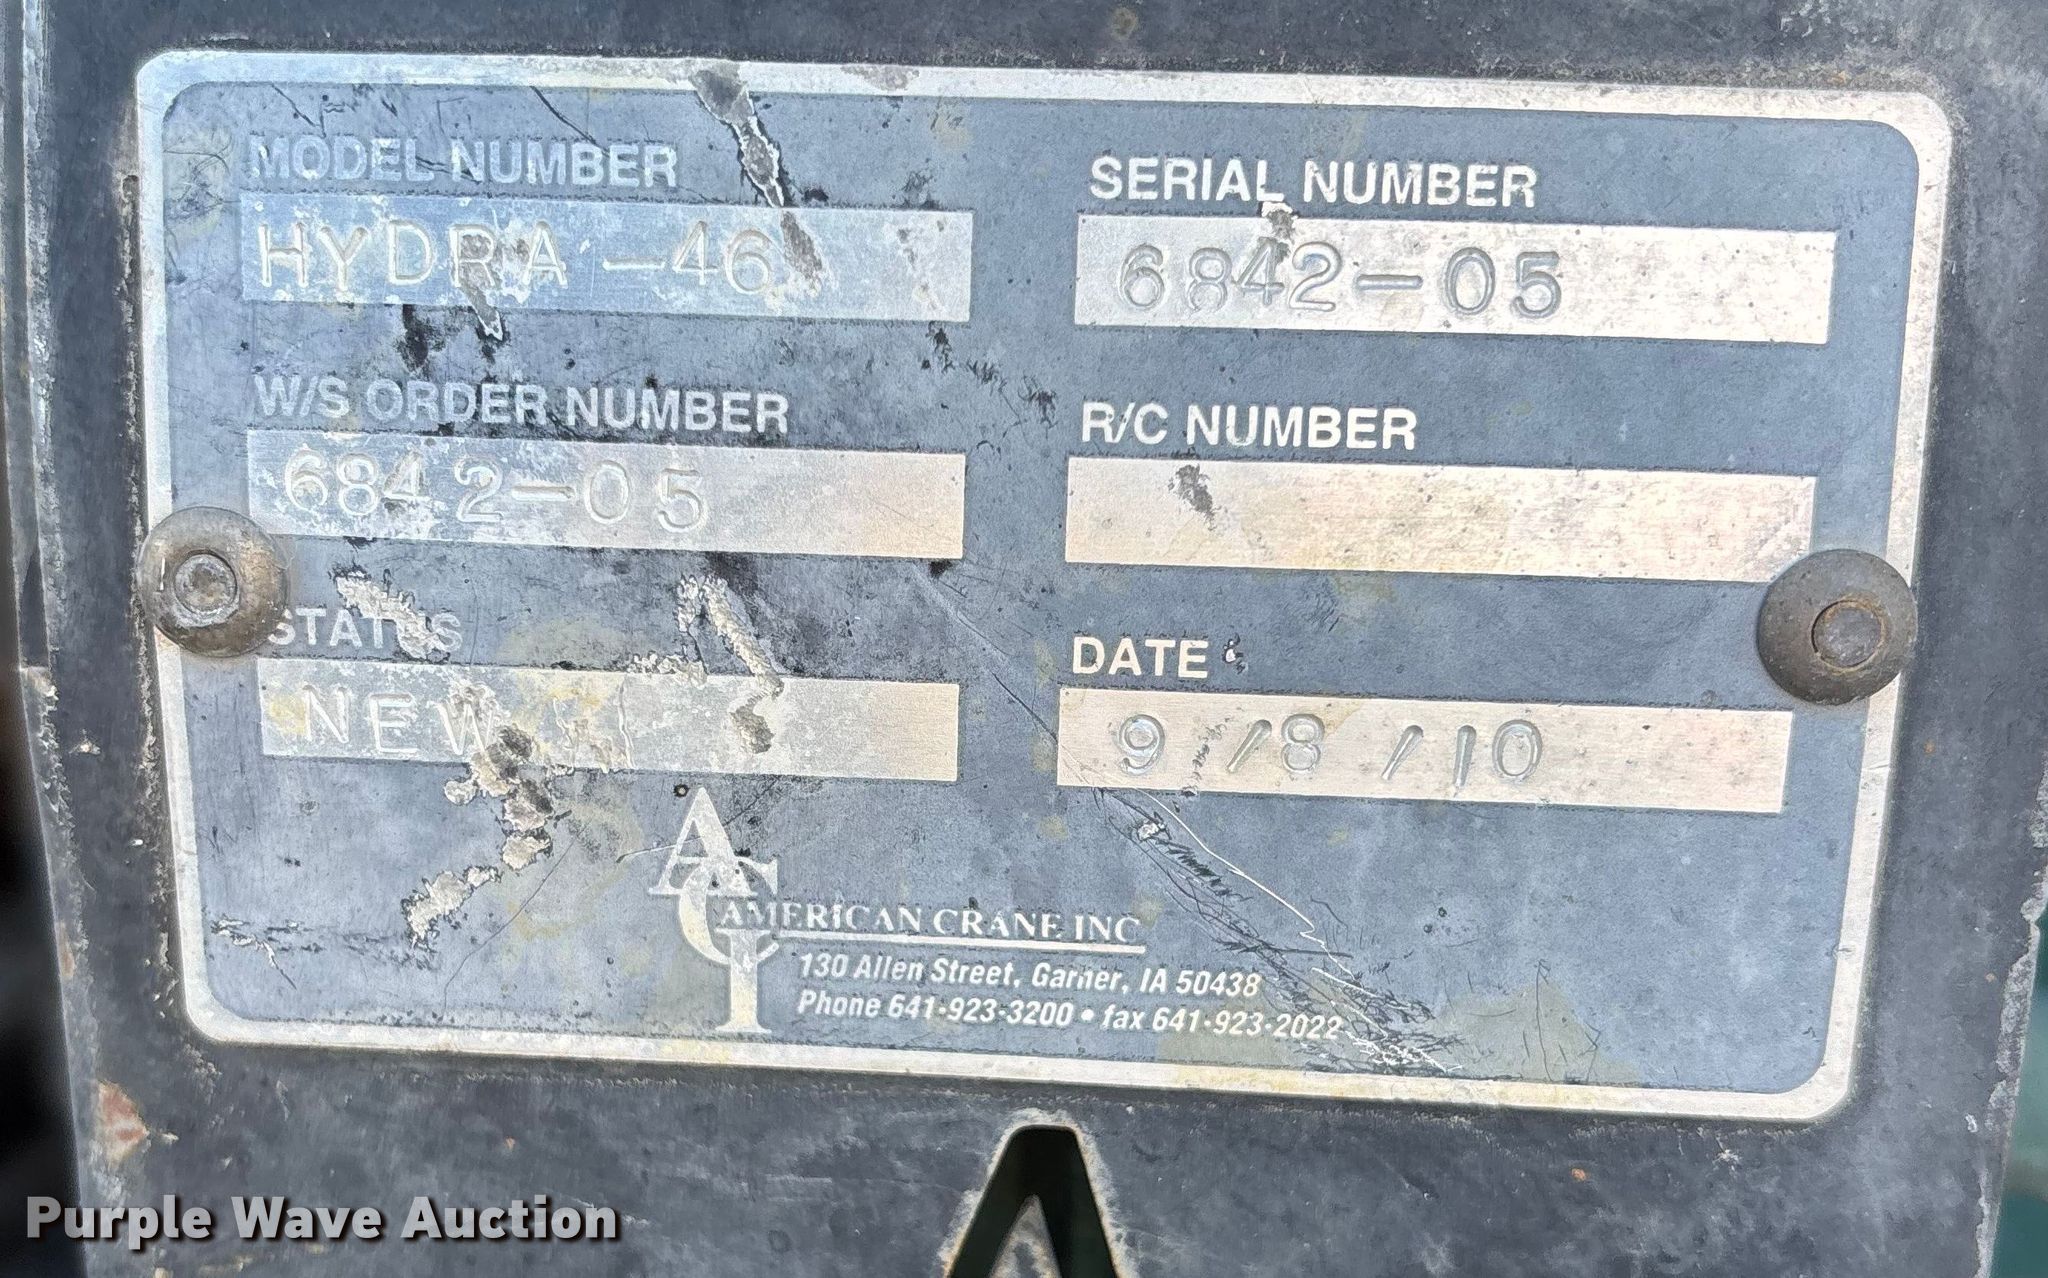 MODEL NUMBER
HYDRA-46
SERIAL NUMBER
6842-05
W/S ORDER NUMBER
6842-05
R/C NUMBER
STATUS
NEW
DATE
9/8/10
ACI
AMERICAN CRANE INC
130 Allen Street, Garner, IA 50438
Phone 641-923-3200 • fax 641-923-2022
Purple Wave Auction